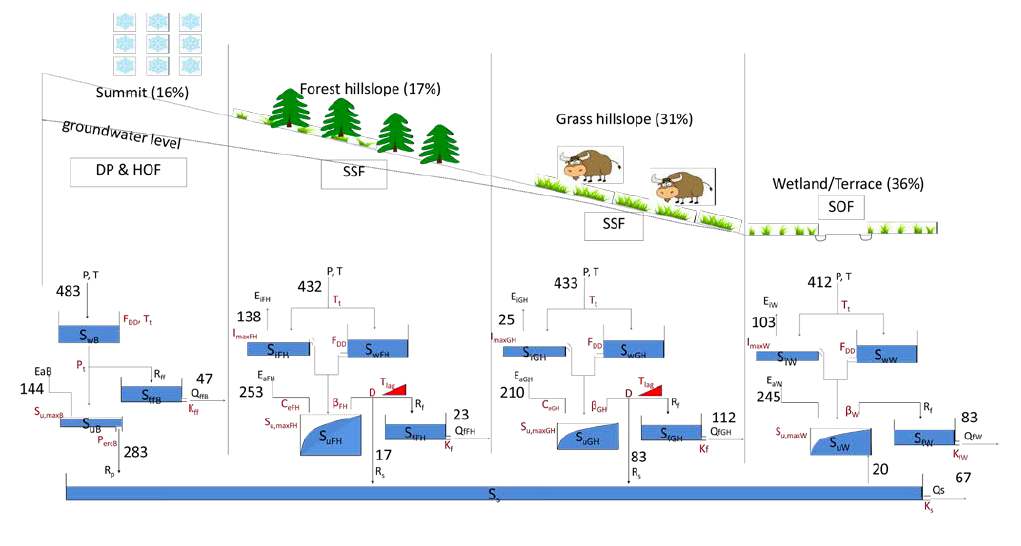 Summit (16%)
Forest hillslope (17%)
Grass hillslope (31%)
Wetland/Terrace (36%)
groundwater level
DP & HOF
SSF
SSF
SOF
P, T
483
F_DD, T_t
S_wB
P_t
R_ff
EaB
144
47
S_ffB
Q_ffB
K_ff
S_u,maxB
S_uB
P_ercB
283
R_p
P, T
432
E_iFH
T_t
138
I_maxFH
F_DD
S_iFH
S_wFH
E_aFH
253
T_lag
C_eFH
β_FH
D
R_f
23
S_s,maxFH
S_uFH
S_fFH
Q_fFH
K_f
17
R_s
P, T
433
E_iGH
T_t
25
I_maxGH
F_DD
S_iGH
S_wGH
E_aGH
210
T_lag
C_eGH
β_GH
D
R_f
112
S_u,maxGH
S_uGH
S_fGH
Q_fGH
Kf
83
R_s
P, T
412
E_iW
T_t
103
I_maxW
F_DD
S_iW
S_wW
E_aW
245
β_W
R_f
83
S_u,maxW
S_uW
S_fW
Q_fw
K_fW
20
67
S_s
Qs
K_s